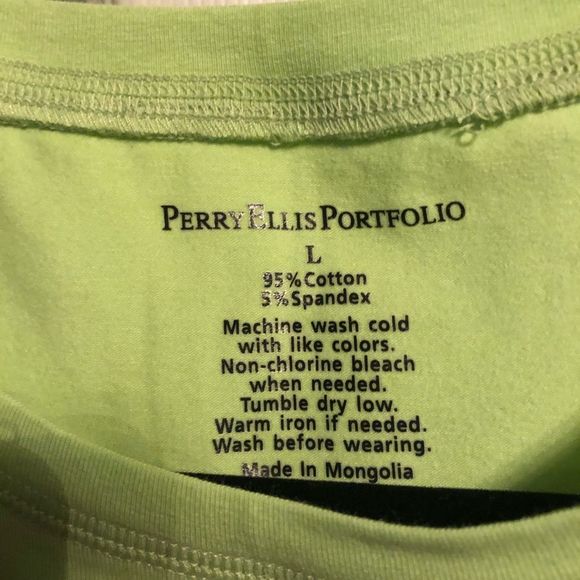 PERRY ELLIS PORTFOLIO
L
95% Cotton
5% Spandex
Machine wash cold
with like colors.
Non-chlorine bleach
when needed.
Tumble dry low.
Warm iron if needed.
Wash before wearing.
Made In Mongolia